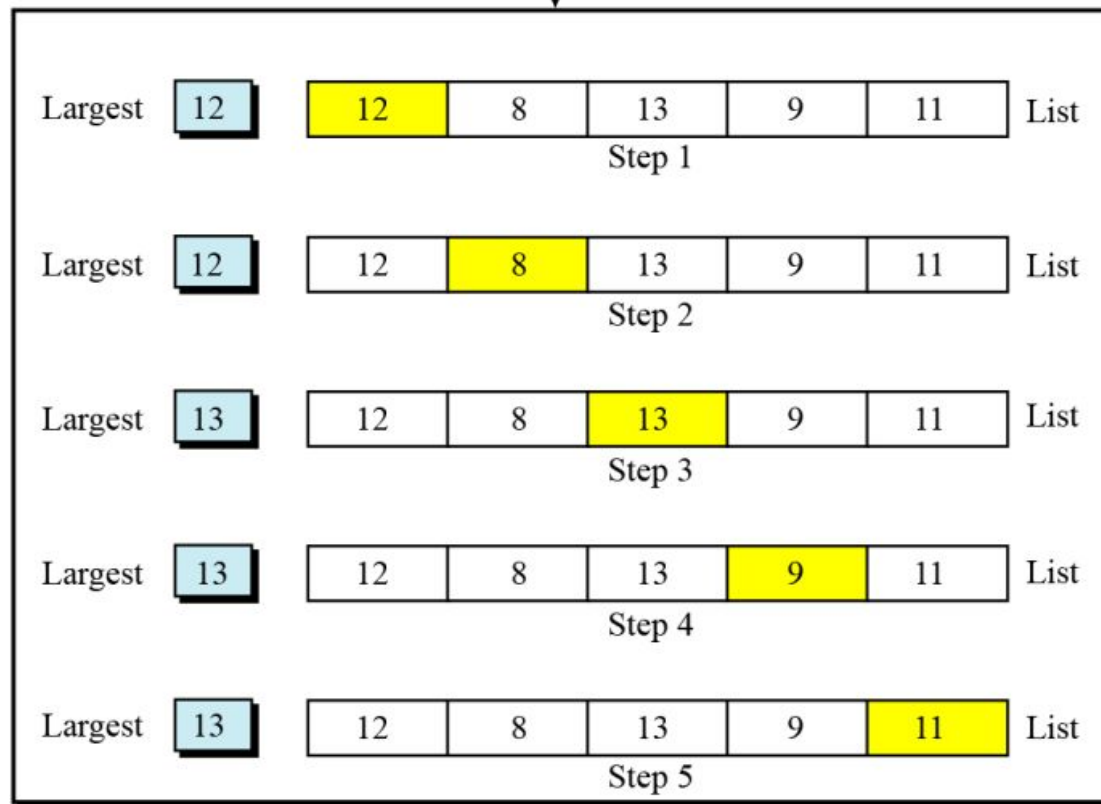 Largest 12 12 8 13 9 11 List
Step 1
Largest 12 12 8 13 9 11 List
Step 2
Largest 13 12 8 13 9 11 List
Step 3
Largest 13 12 8 13 9 11 List
Step 4
Largest 13 12 8 13 9 11 List
Step 5